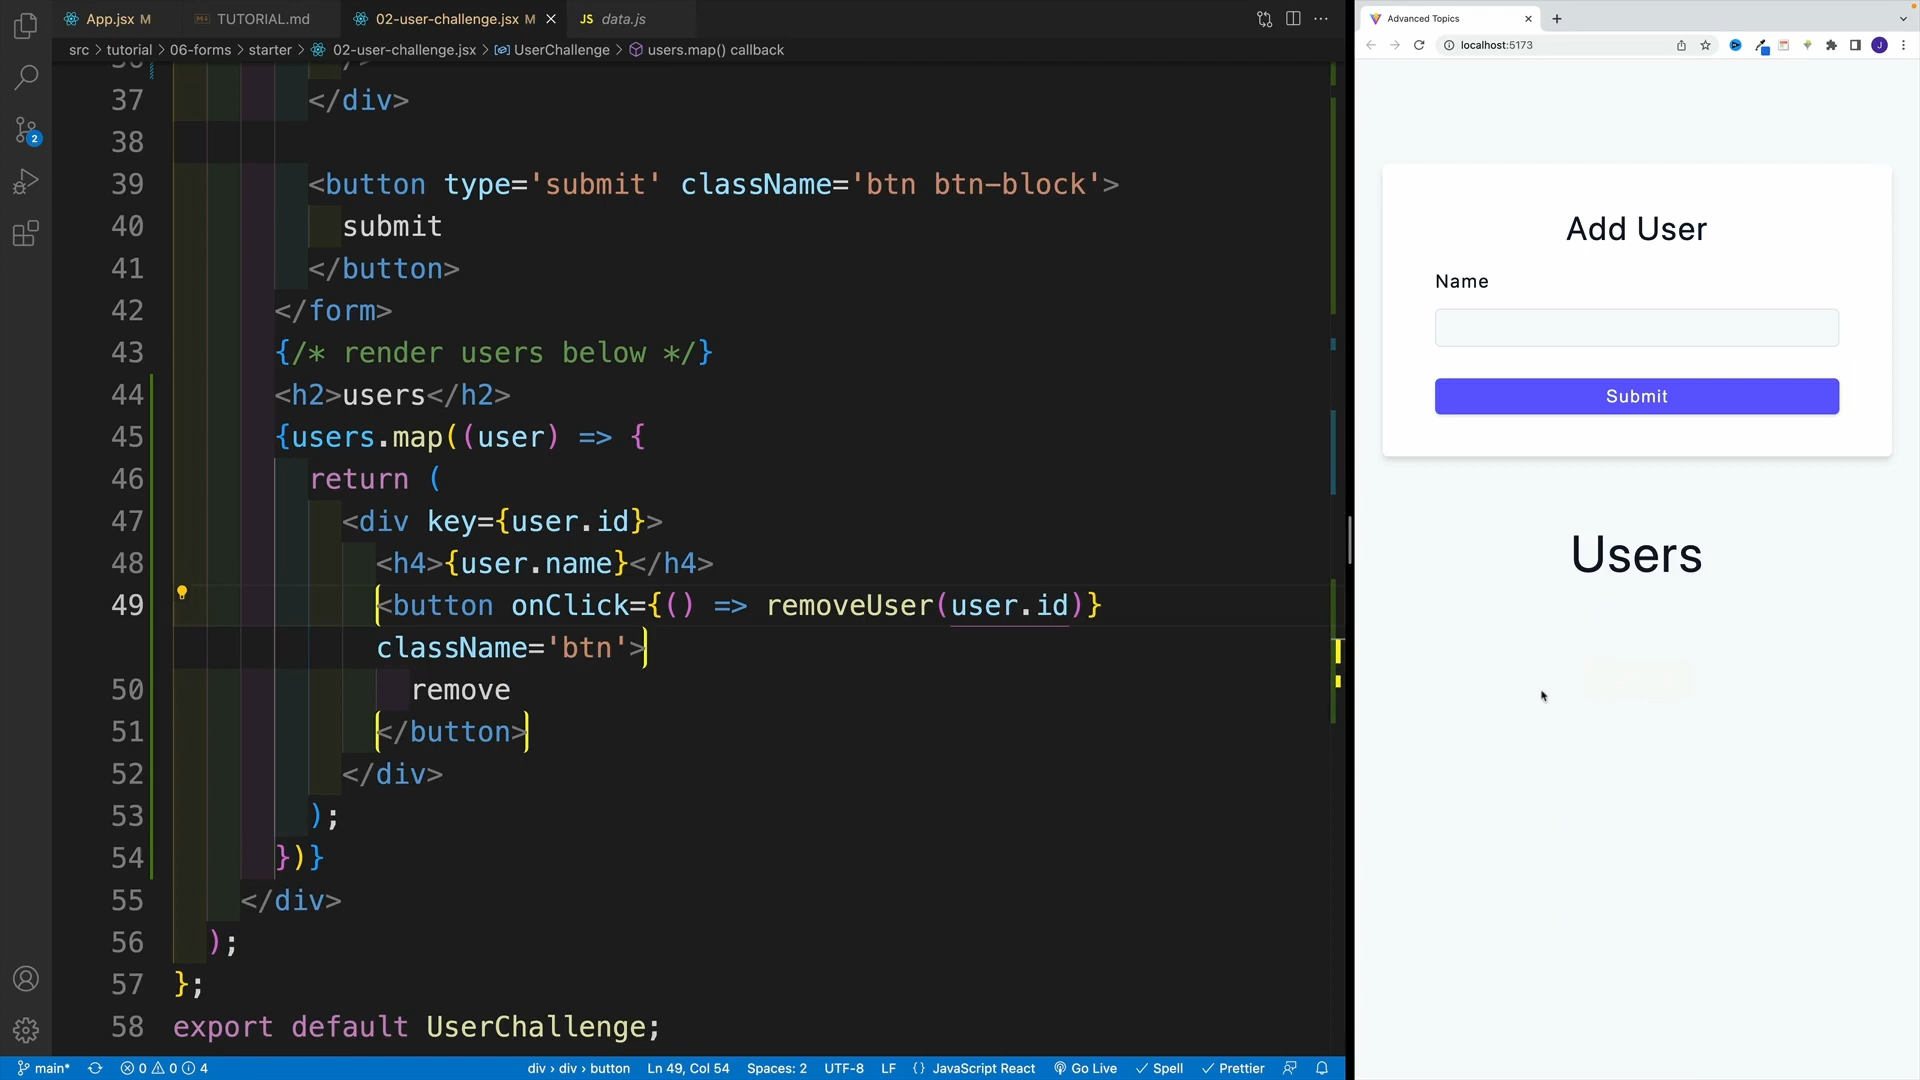 App.jsx M
TUTORIAL.md
02-user-challenge.jsx M
JS data.js
src > tutorial > 06-forms > starter > 02-user-challenge.jsx > UserChallenge > users.map() callback
36 />
37 </div>
38
39 <button type='submit' className='btn btn-block'>
40 submit
41 </button>
42 </form>
43 {/* render users below */}
44 <h2>users</h2>
45 {users.map((user) => {
46 return (
47 <div key={user.id}>
48 <h4>{user.name}</h4>
49 <button onClick={() => removeUser(user.id)}
className='btn'>
50 remove
51 </button>
52 </div>
53 );
54 })}
55 </div>
56 );
57 };
58 export default UserChallenge;
2
main* 0 0 4 div > div > button Ln 49, Col 54 Spaces: 2 UTF-8 LF {} JavaScript React Go Live Spell Prettier
Advanced Topics
localhost:5173
J
Add User
Name
Submit
Users